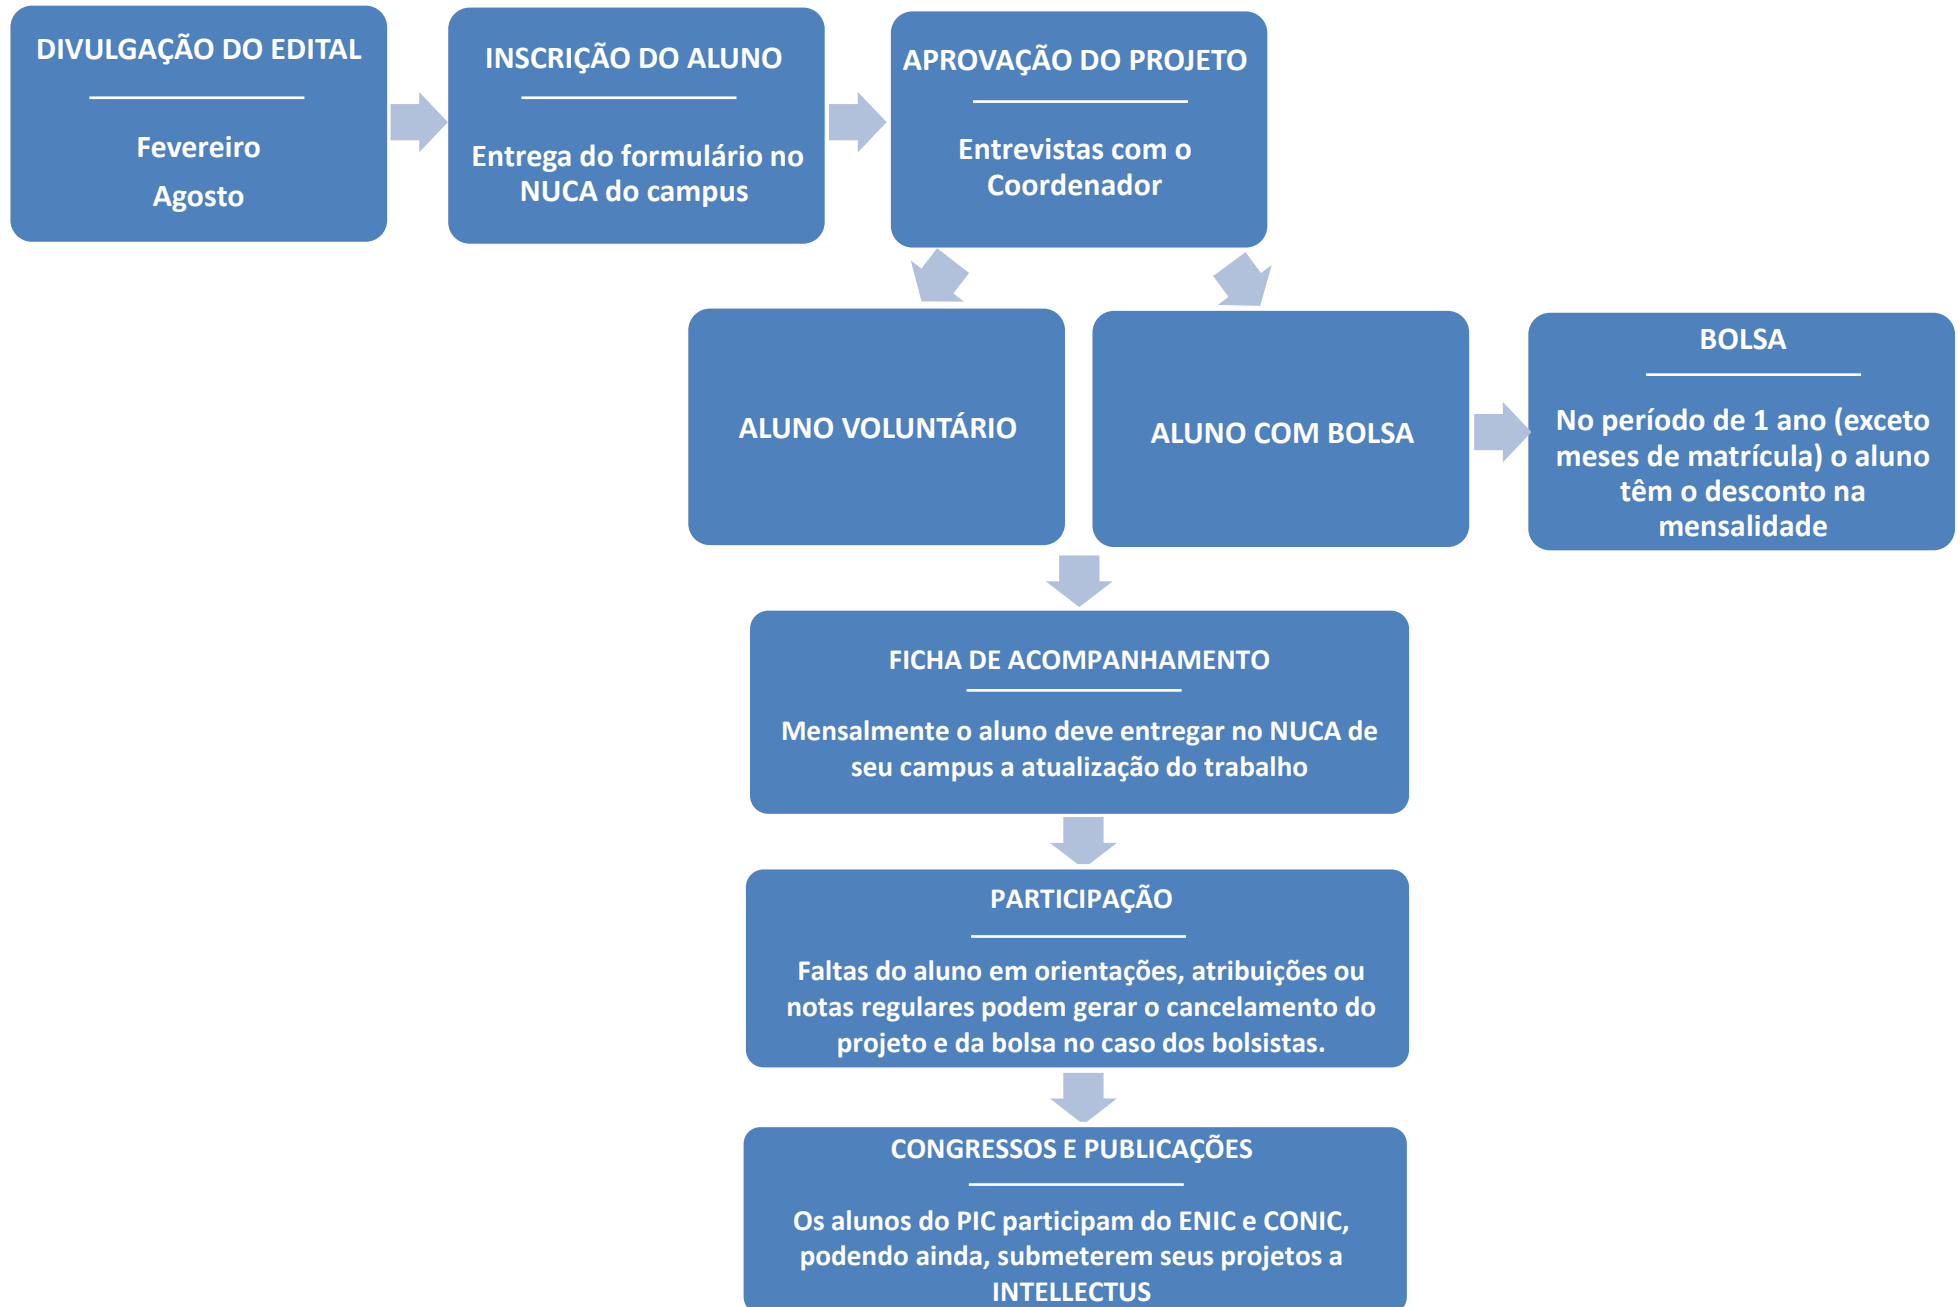 DIVULGAÇÃO DO EDITAL
Fevereiro
Agosto
INSCRIÇÃO DO ALUNO
Entrega do formulário no
NUCA do campus
APROVAÇÃO DO PROJETO
Entrevistas com o
Coordenador
ALUNO VOLUNTÁRIO
ALUNO COM BOLSA
BOLSA
No período de 1 ano (exceto
meses de matrícula) o aluno
têm o desconto na
mensalidade
FICHA DE ACOMPANHAMENTO
Mensalmente o aluno deve entregar no NUCA de
seu campus a atualização do trabalho
PARTICIPAÇÃO
Faltas do aluno em orientações, atribuições ou
notas regulares podem gerar o cancelamento do
projeto e da bolsa no caso dos bolsistas.
CONGRESSOS E PUBLICAÇÕES
Os alunos do PIC participam do ENIC e CONIC,
podendo ainda, submeterem seus projetos a
INTELLECTUS